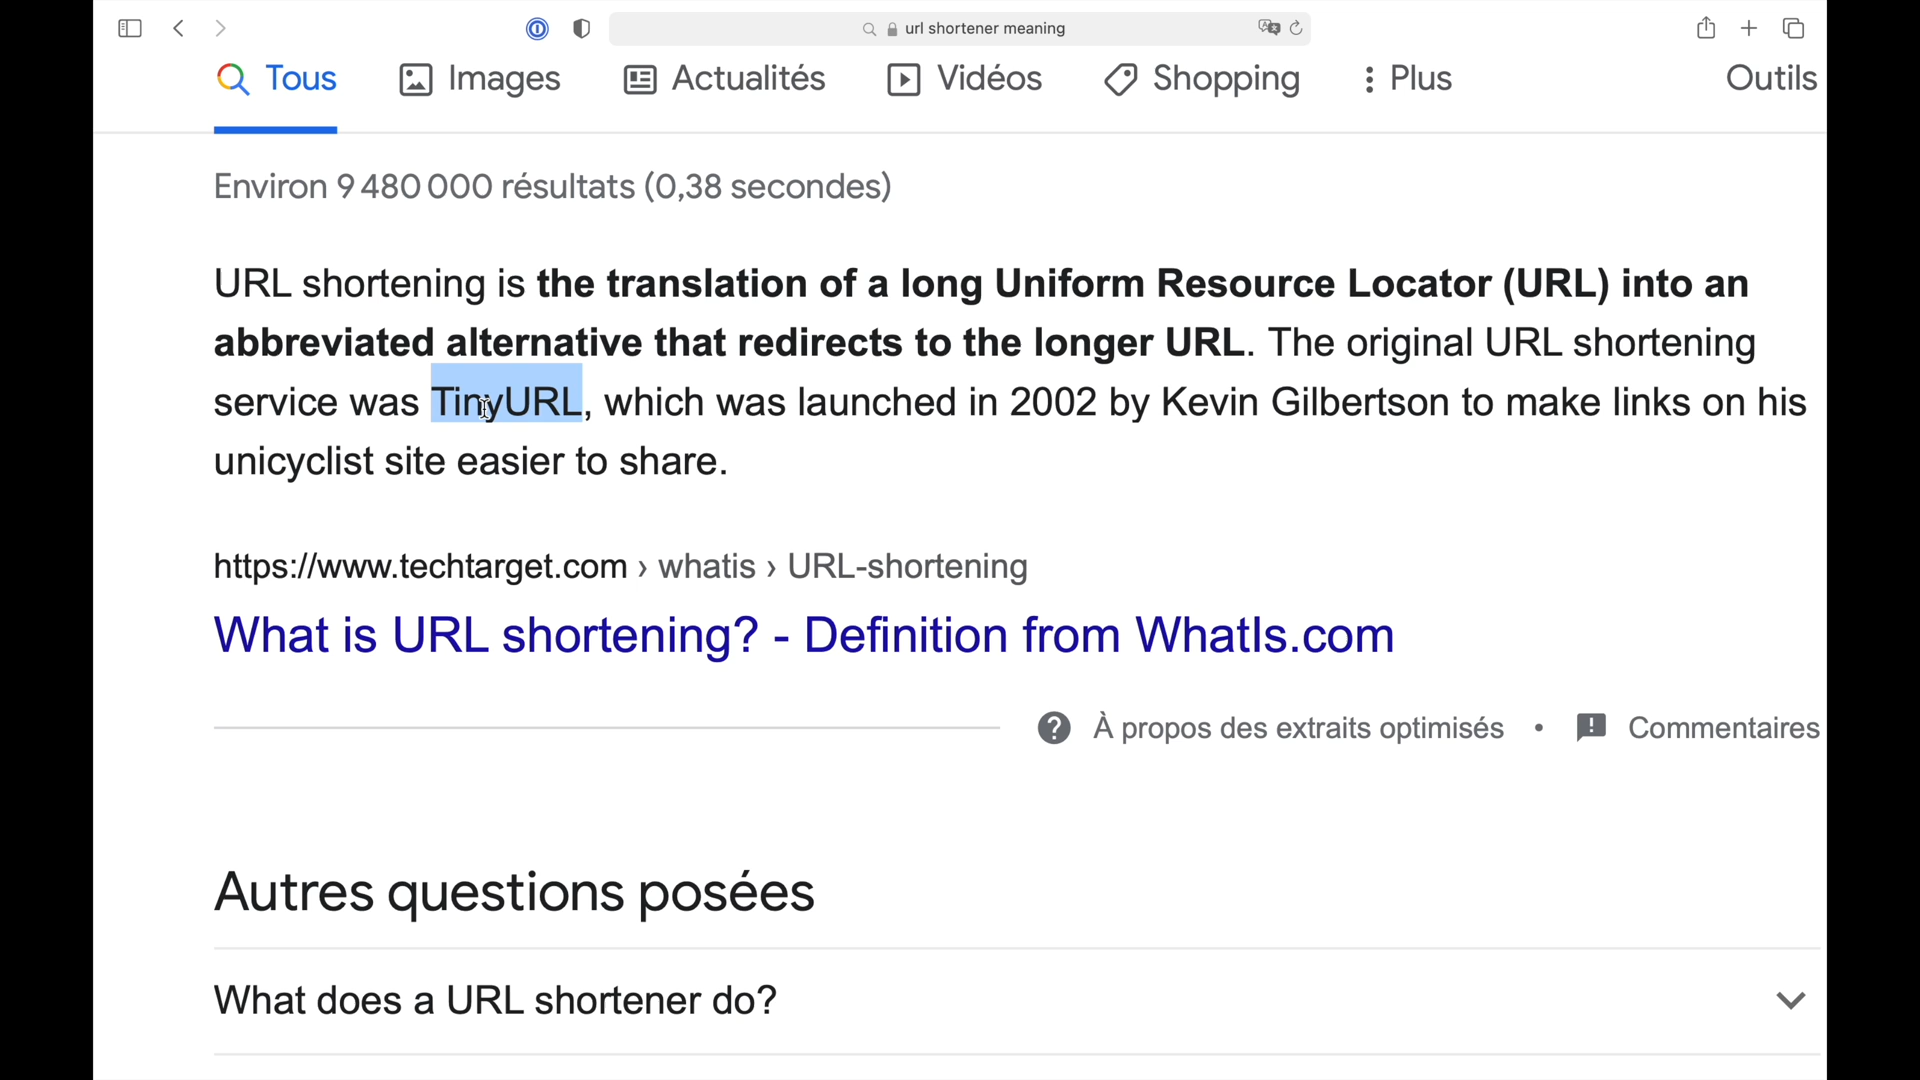 url shortener meaning
Tous Images Actualités Vidéos Shopping Plus Outils
Environ 9 480 000 résultats (0,38 secondes)
URL shortening is the translation of a long Uniform Resource Locator (URL) into an
abbreviated alternative that redirects to the longer URL. The original URL shortening
service was TinyURL, which was launched in 2002 by Kevin Gilbertson to make links on his
unicyclist site easier to share.
https://www.techtarget.com › whatis › URL-shortening
What is URL shortening? - Definition from WhatIs.com
À propos des extraits optimisés • Commentaires
Autres questions posées
What does a URL shortener do?